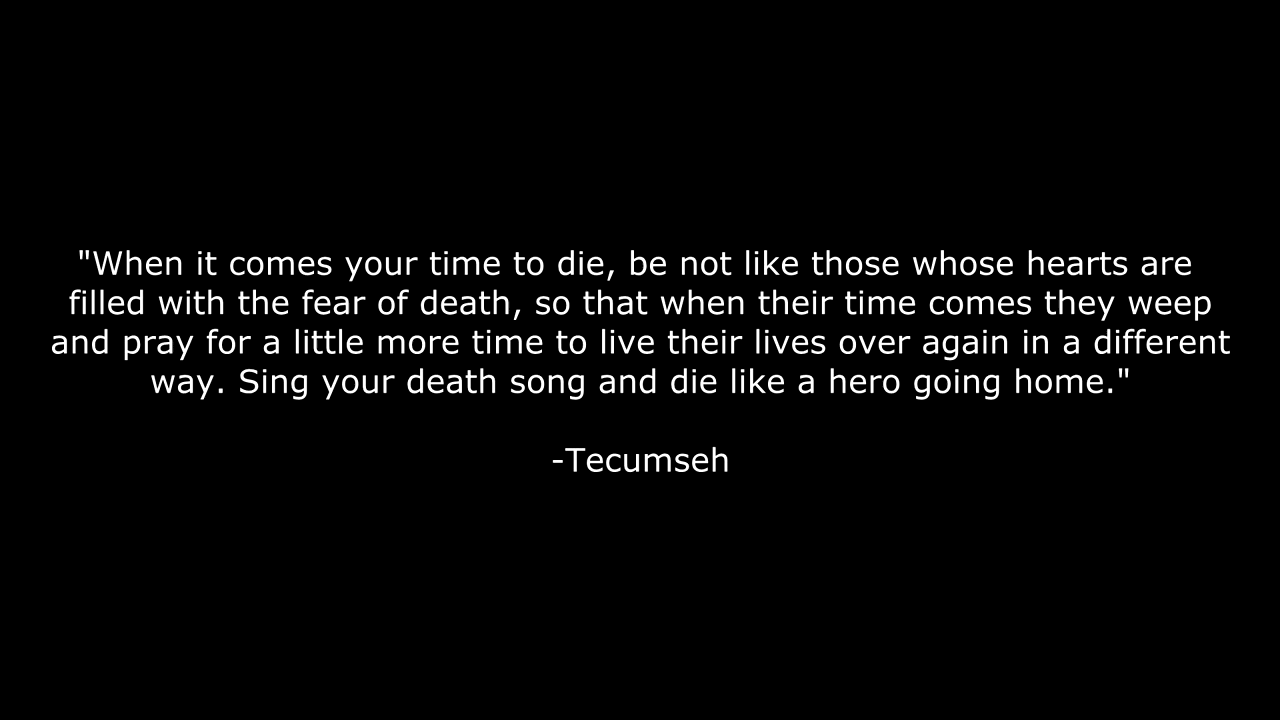 "When it comes your time to die, be not like those whose hearts are
filled with the fear of death, so that when their time comes they weep
and pray for a little more time to live their lives over again in a different
way. Sing your death song and die like a hero going home."
-Tecumseh